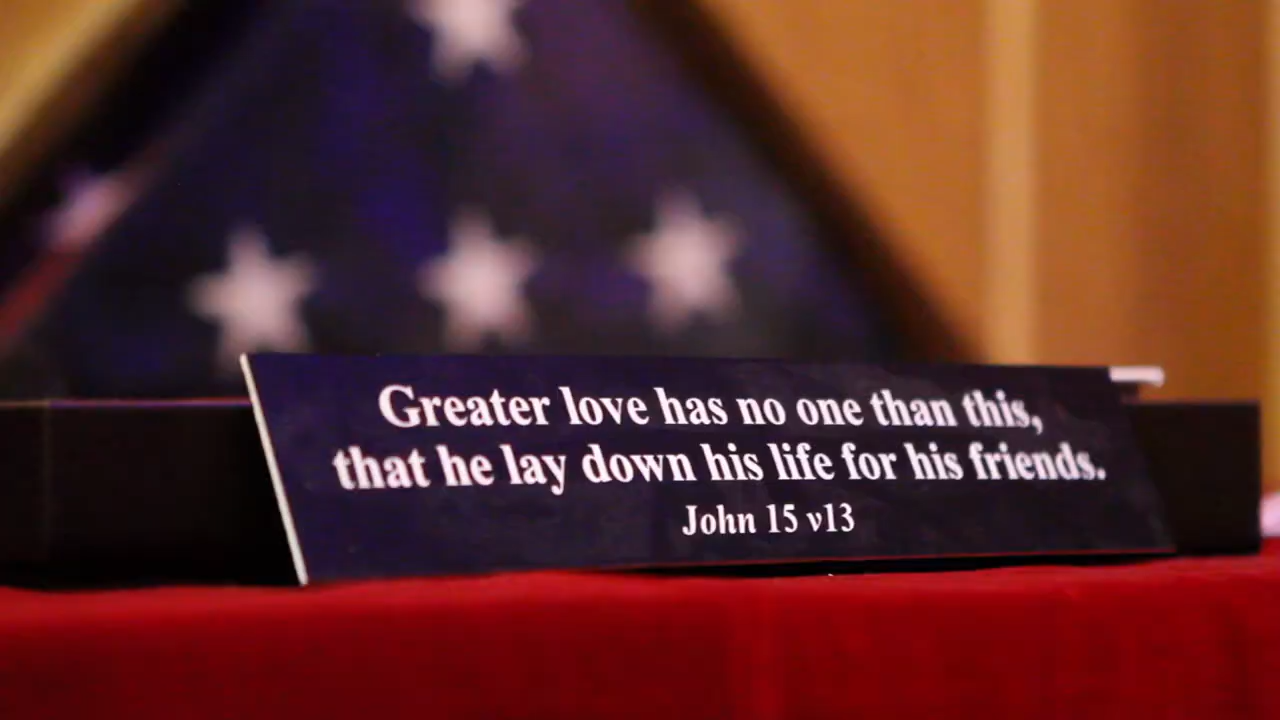 Greater love has no one than this,
that he lay down his life for his friends.
John 15 v13